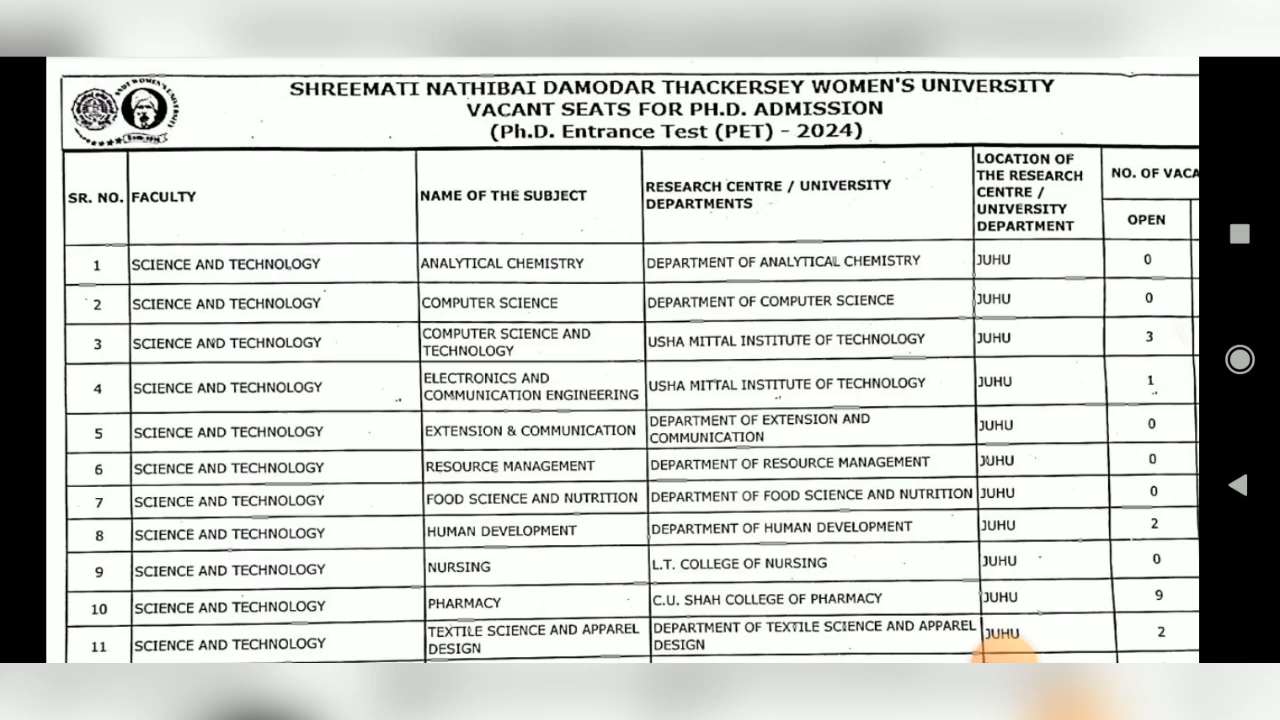 SHREEMATI NATHIBAI DAMODAR THACKERSEY WOMEN'S UNIVERSITY
VACANT SEATS FOR PH.D. ADMISSION
(Ph.D. Entrance Test (PET) - 2024)
SR. NO. FACULTY NAME OF THE SUBJECT RESEARCH CENTRE / UNIVERSITY DEPARTMENTS LOCATION OF THE RESEARCH CENTRE / UNIVERSITY DEPARTMENT NO. OF VACA
OPEN
1 SCIENCE AND TECHNOLOGY ANALYTICAL CHEMISTRY DEPARTMENT OF ANALYTICAL CHEMISTRY JUHU 0
2 SCIENCE AND TECHNOLOGY COMPUTER SCIENCE DEPARTMENT OF COMPUTER SCIENCE JUHU 0
3 SCIENCE AND TECHNOLOGY COMPUTER SCIENCE AND TECHNOLOGY USHA MITTAL INSTITUTE OF TECHNOLOGY JUHU 3
4 SCIENCE AND TECHNOLOGY ELECTRONICS AND COMMUNICATION ENGINEERING USHA MITTAL INSTITUTE OF TECHNOLOGY JUHU 1
5 SCIENCE AND TECHNOLOGY EXTENSION & COMMUNICATION DEPARTMENT OF EXTENSION AND COMMUNICATION JUHU 0
6 SCIENCE AND TECHNOLOGY RESOURCE MANAGEMENT DEPARTMENT OF RESOURCE MANAGEMENT JUHU 0
7 SCIENCE AND TECHNOLOGY FOOD SCIENCE AND NUTRITION DEPARTMENT OF FOOD SCIENCE AND NUTRITION JUHU 0
8 SCIENCE AND TECHNOLOGY HUMAN DEVELOPMENT DEPARTMENT OF HUMAN DEVELOPMENT JUHU 2
9 SCIENCE AND TECHNOLOGY NURSING L.T. COLLEGE OF NURSING JUHU 0
10 SCIENCE AND TECHNOLOGY PHARMACY C.U. SHAH COLLEGE OF PHARMACY JUHU 9
11 SCIENCE AND TECHNOLOGY TEXTILE SCIENCE AND APPAREL DESIGN DEPARTMENT OF TEXTILE SCIENCE AND APPAREL DESIGN JUHU 2